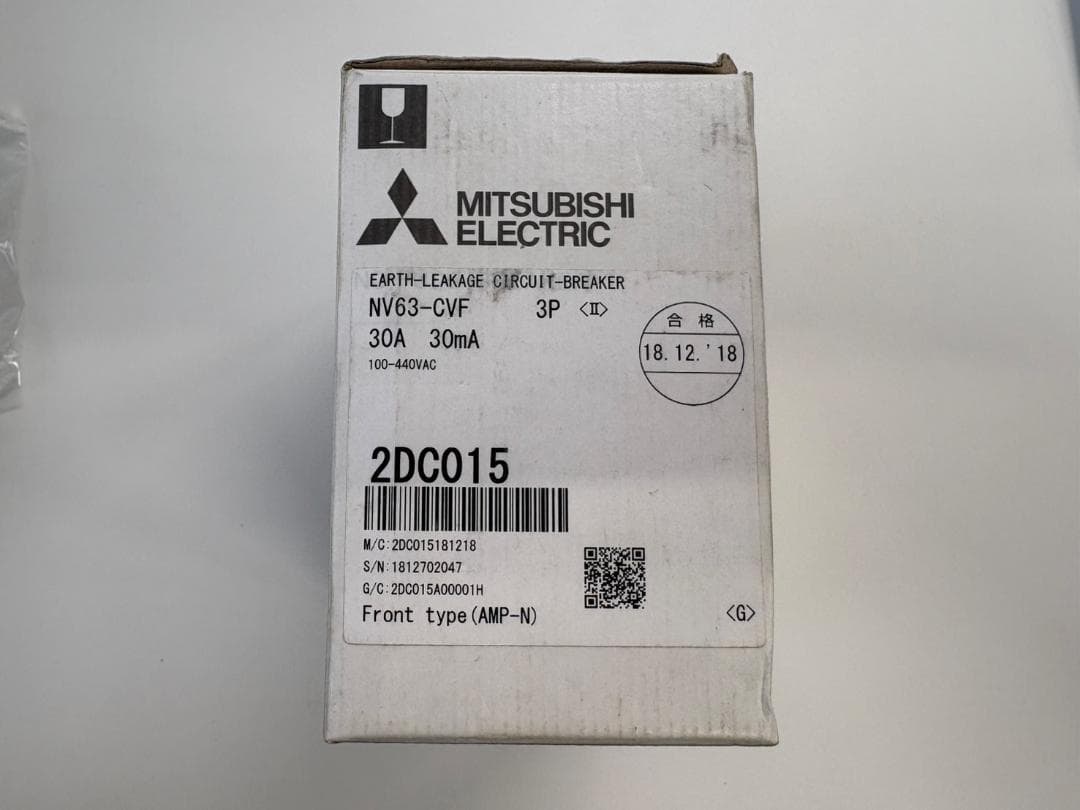 MITSUBISHI
ELECTRIC
EARTH-LEAKAGE CIRCUIT-BREAKER
NV63-CVF 3P <II>
30A 30mA
100-440VAC
合格
18.12.'18
2DC015
M/C:2DC015181218
S/N:1812702047
G/C:2DC015A00001H
Front type(AMP-N)
<G>